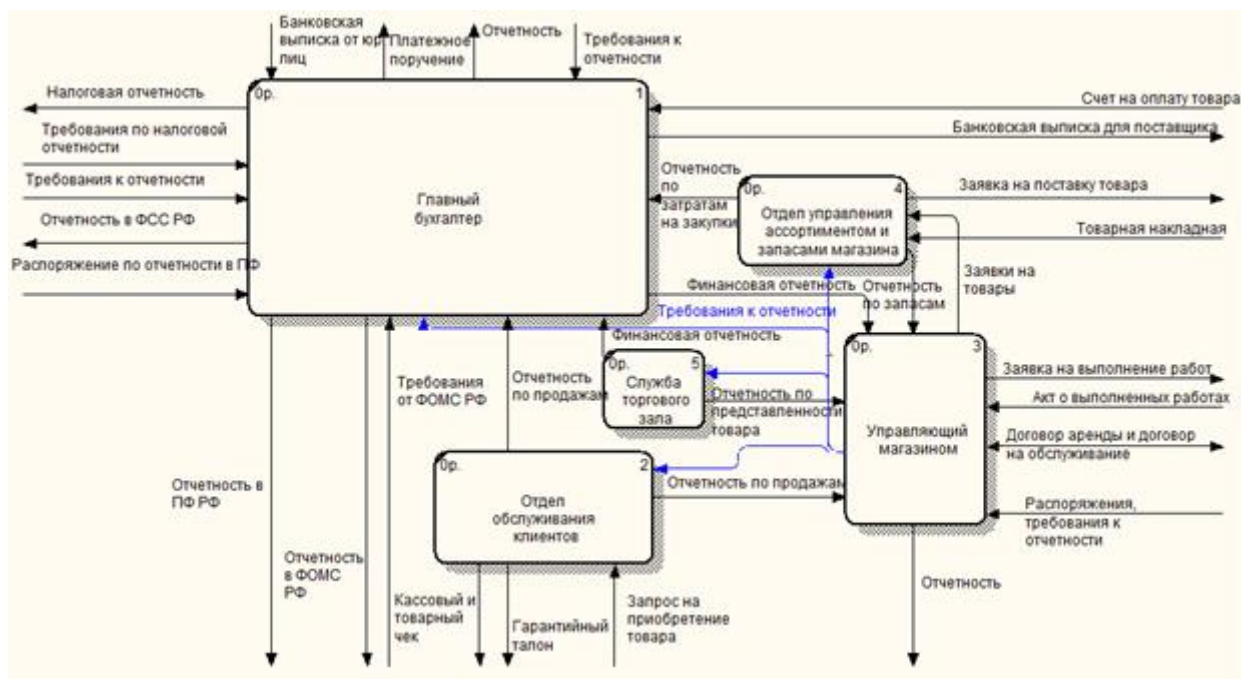 Банковская
выписка от юр
лиц
Платежное
поручение
Отчетность
Требования к
отчетности
Налоговая отчетность
Требования по налоговой
отчетности
Требования к отчетности
Отчетность в ФСС РФ
Распоряжение по отчетности в ПФ
0р.
1
Главный
бухгалтер
Счет на оплату товара
Банковская выписка для поставщика
Отчетность
по
затратам
на закупки
0р.
4
Отдел управления
ассортиментом и
запасами магазина
Заявка на поставку товара
Товарная накладная
Заявки на
товары
Финансовая отчетность
Отчетность
по запасам
Требования к отчетности
Финансовая отчетность
0р.
5
Служба
торгового
зала
Отчетность по
представленности
товара
0р.
3
Управляющий
магазином
Заявка на выполнение работ
Акт о выполненных работах
Договор аренды и договор
на обслуживание
Распоряжения,
требования к
отчетности
Требования
от ФОМС РФ
Отчетность
по продажам
0р.
2
Отдел
обслуживания
клиентов
Отчетность по продажам
Отчетность в
ПФ РФ
Отчетность
в ФОМС
РФ
Кассовый и
товарный
чек
Гарантийный
талон
Запрос на
приобретение
товара
Отчетность